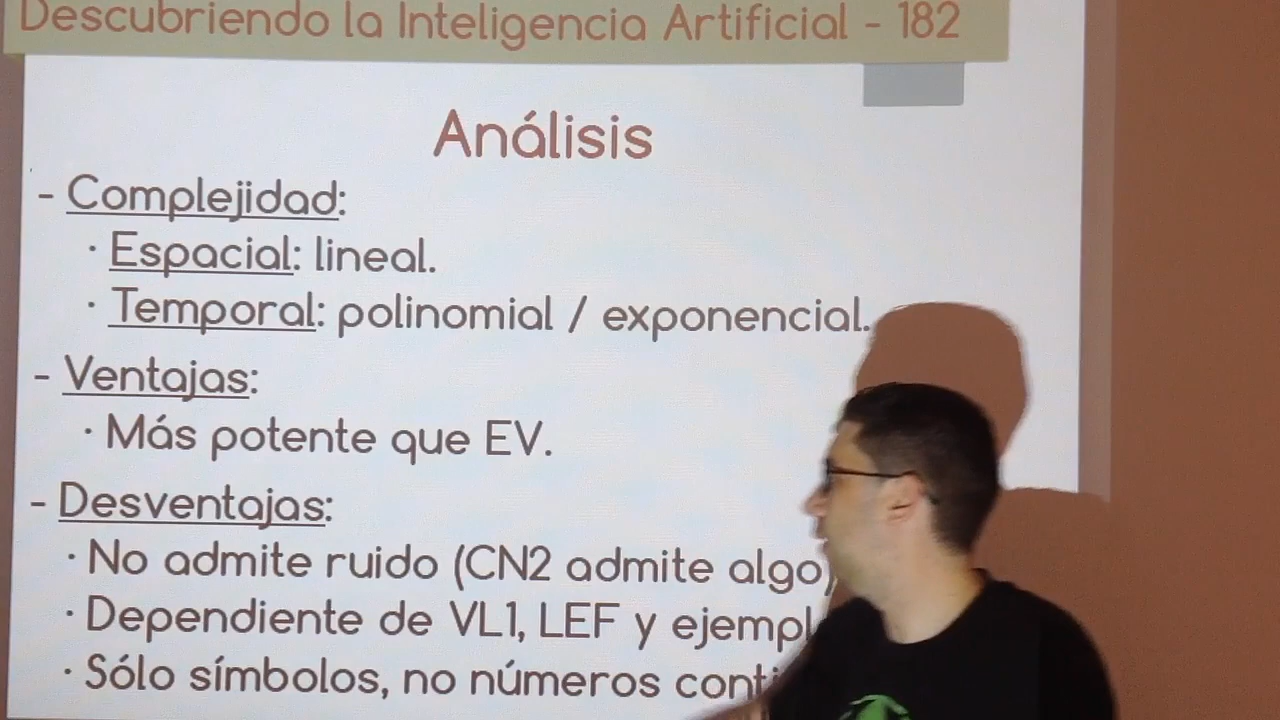 Descubriendo la Inteligencia Artificial - 182
Análisis
- Complejidad:
· Espacial: lineal.
· Temporal: polinomial / exponencial.
- Ventajas:
· Más potente que EV.
- Desventajas:
· No admite ruido (CN2 admite algo)
· Dependiente de VL1, LEF y
· Sólo símbolos, no números